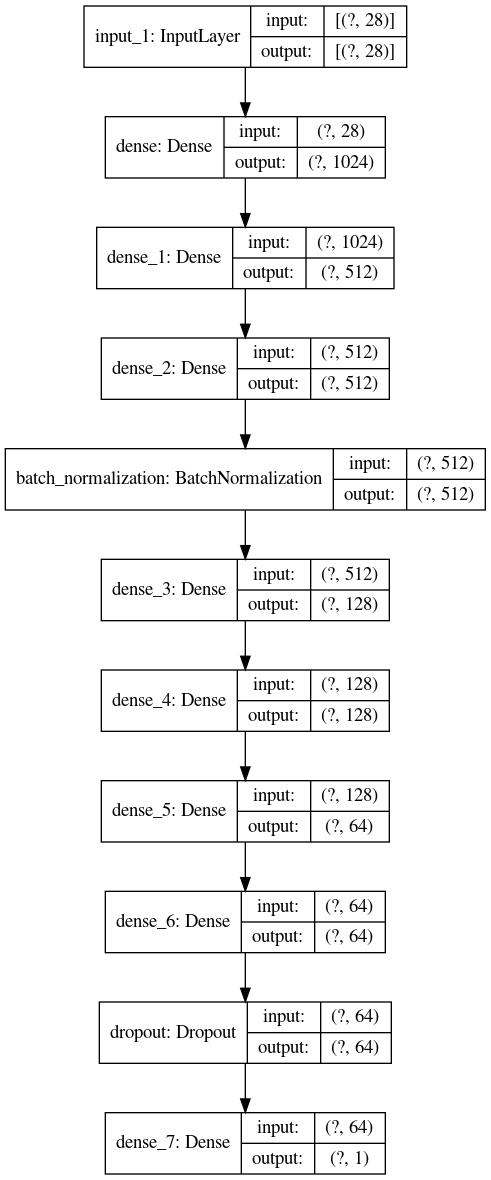 input_1: InputLayer
input: [(?, 28)]
output: [(?, 28)]
dense: Dense
input: (?, 28)
output: (?, 1024)
dense_1: Dense
input: (?, 1024)
output: (?, 512)
dense_2: Dense
input: (?, 512)
output: (?, 512)
batch_normalization: BatchNormalization
input: (?, 512)
output: (?, 512)
dense_3: Dense
input: (?, 512)
output: (?, 128)
dense_4: Dense
input: (?, 128)
output: (?, 128)
dense_5: Dense
input: (?, 128)
output: (?, 64)
dense_6: Dense
input: (?, 64)
output: (?, 64)
dropout: Dropout
input: (?, 64)
output: (?, 64)
dense_7: Dense
input: (?, 64)
output: (?, 1)